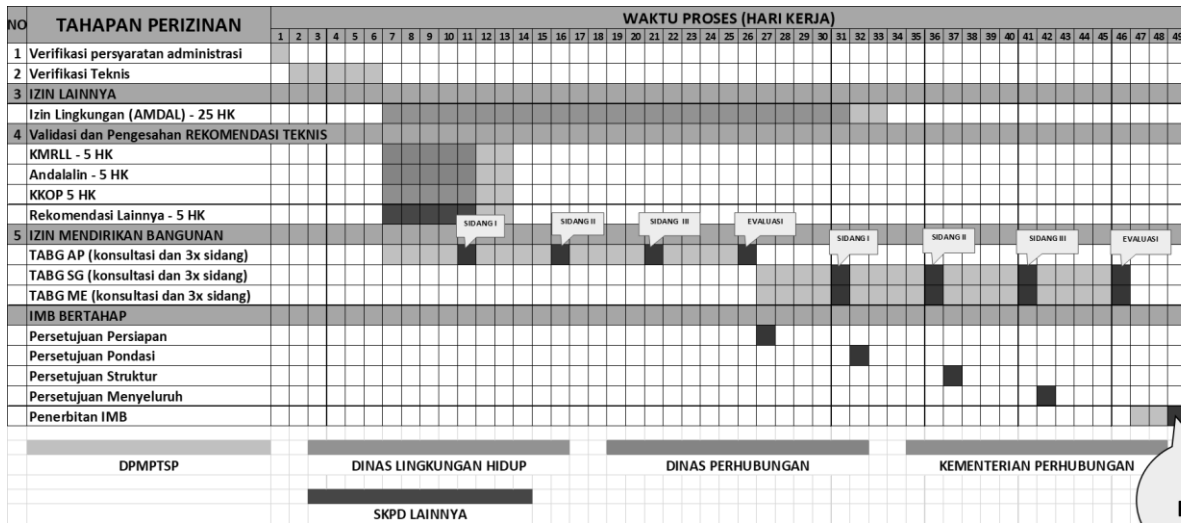 NO TAHAPAN PERIZINAN WAKTU PROSES (HARI KERJA)
1 2 3 4 5 6 7 8 9 10 11 12 13 14 15 16 17 18 19 20 21 22 23 24 25 26 27 28 29 30 31 32 33 34 35 36 37 38 39 40 41 42 43 44 45 46 47 48 49
1 Verifikasi persyaratan administrasi
2 Verifikasi Teknis
3 IZIN LAINNYA
Izin Lingkungan (AMDAL) - 25 HK
4 Validasi dan Pengesahan REKOMENDASI TEKNIS
KMRLL - 5 HK
Andalalin - 5 HK
KKOP 5 HK
Rekomendasi Lainnya - 5 HK
SIDANG I SIDANG II SIDANG III EVALUASI
5 IZIN MENDIRIKAN BANGUNAN
SIDANG I SIDANG II SIDANG III EVALUASI
TABG AP (konsultasi dan 3x sidang)
TABG SG (konsultasi dan 3x sidang)
TABG ME (konsultasi dan 3x sidang)
IMB BERTAHAP
Persetujuan Persiapan
Persetujuan Pondasi
Persetujuan Struktur
Persetujuan Menyeluruh
Penerbitan IMB
DPMPTSP DINAS LINGKUNGAN HIDUP DINAS PERHUBUNGAN KEMENTERIAN PERHUBUNGAN
SKPD LAINNYA